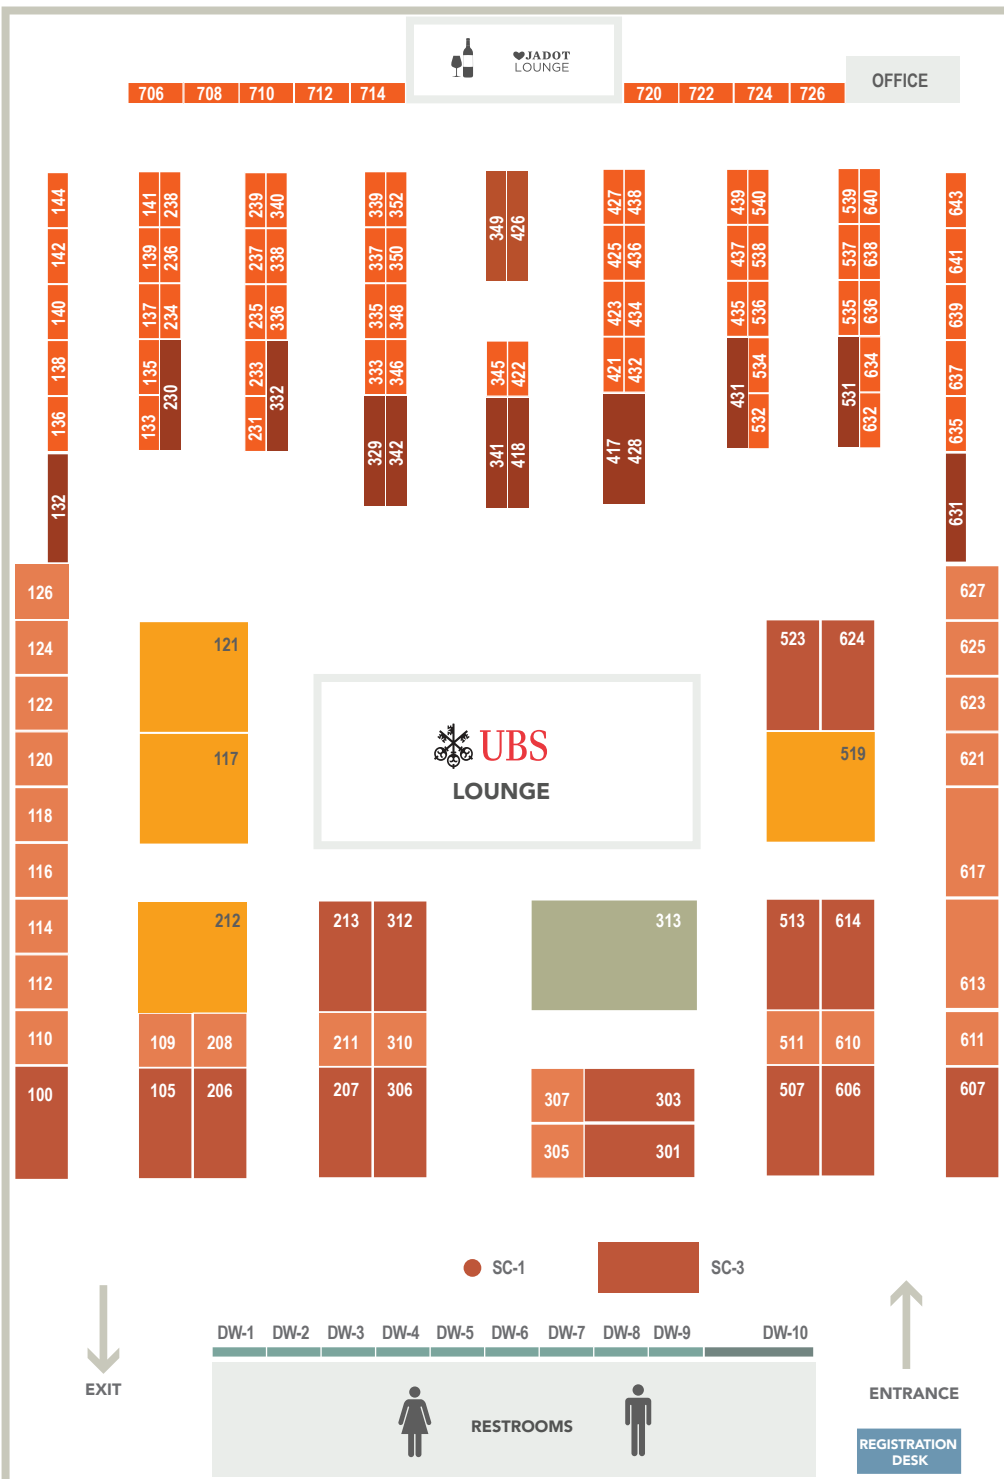 ♥JADOT
LOUNGE
OFFICE
706 708 710 712 714 720 722 724 726
144 141 238 239 340 339 352 349 426 427 438 439 540 539 640 643
142 139 236 237 338 337 350 425 436 437 538 537 638 641
140 137 234 235 336 335 348 423 434 435 536 535 636 639
138 135 230 233 332 333 346 345 422 421 432 431 534 531 634 637
136 133 231 329 342 341 418 417 428 532 632 635
132 631
126 627
124 121 523 624 625
122 623
120 117 UBS 519 621
LOUNGE
118
116 617
114 212 213 312 313 513 614
112 613
110 109 208 211 310 511 610 611
100 105 206 207 306 307 303 507 606 607
305 301
SC-1 SC-3
DW-1 DW-2 DW-3 DW-4 DW-5 DW-6 DW-7 DW-8 DW-9 DW-10
EXIT ENTRANCE
RESTROOMS
REGISTRATION
DESK